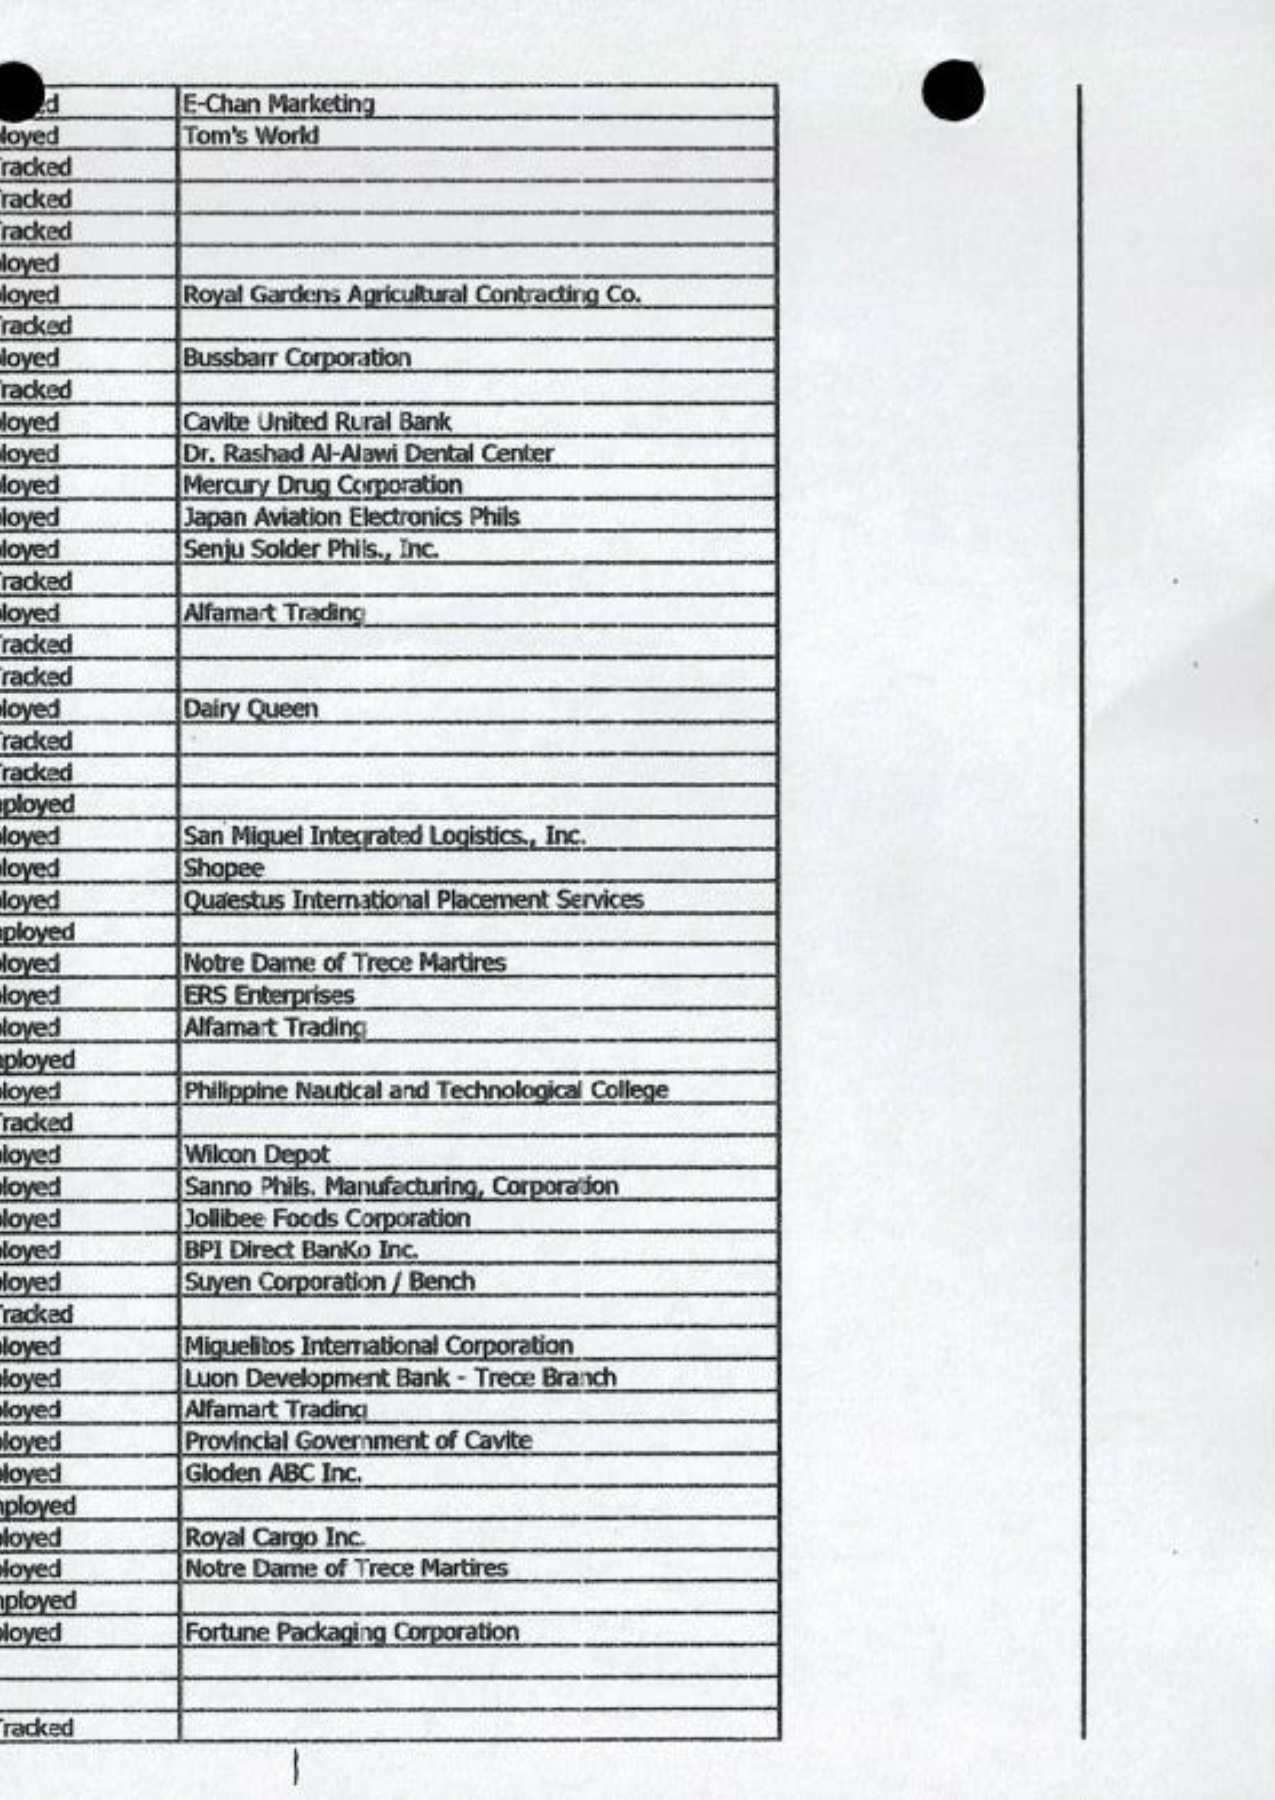 ed E-Chan Marketing
loyed Tom's World
racked
racked
racked
loyed
loyed Royal Gardens Agricultural Contracting Co.
racked
loyed Bussbarr Corporation
racked
loyed Cavite United Rural Bank
loyed Dr. Rashad Al-Alawi Dental Center
loyed Mercury Drug Corporation
loyed Japan Aviation Electronics Phils
loyed Senju Solder Phils., Inc.
racked
loyed Alfamart Trading
racked
racked
loyed Dairy Queen
racked
racked
ployed
loyed San Miguel Integrated Logistics., Inc.
loyed Shopee
loyed Quaestus International Placement Services
ployed
loyed Notre Dame of Trece Martires
loyed ERS Enterprises
loyed Alfamart Trading
ployed
loyed Philippine Nautical and Technological College
Tracked
loyed Wilcon Depot
loyed Sanno Phils. Manufacturing, Corporation
loyed Jollibee Foods Corporation
loyed BPI Direct BanKo Inc.
loyed Suyen Corporation / Bench
Tracked
loyed Miguelitos International Corporation
loyed Luon Development Bank - Trece Branch
loyed Alfamart Trading
loyed Provincial Government of Cavite
loyed Gloden ABC Inc.
nployed
loyed Royal Cargo Inc.
loyed Notre Dame of Trece Martires
nployed
loyed Fortune Packaging Corporation
Tracked